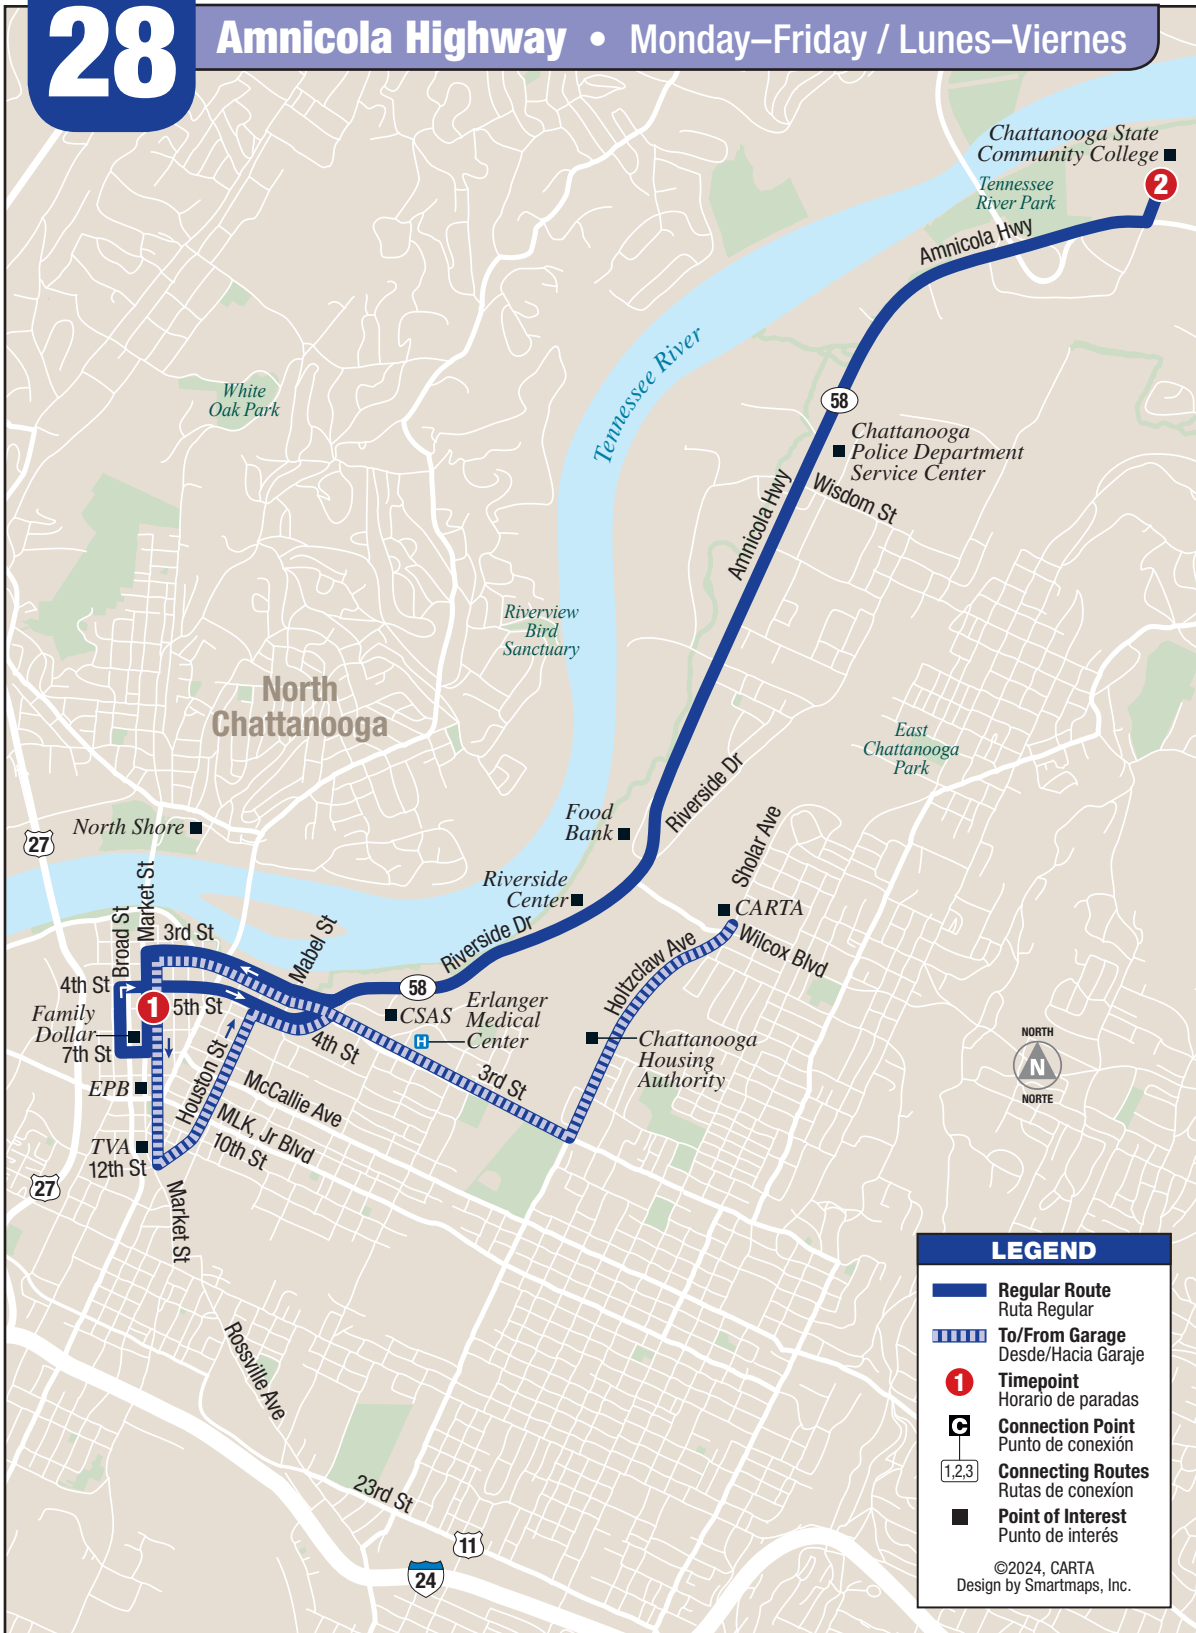 28
Amnicola Highway • Monday–Friday / Lunes–Viernes
Chattanooga State
Community College
2
Tennessee
River Park
Amnicola Hwy
Tennessee River
White
Oak Park
58
Chattanooga
Police Department
Service Center
Wisdom St
Amnicola Hwy
Riverview
Bird
Sanctuary
North
Chattanooga
East
Chattanooga
Park
Riverside Dr
Food
Bank
Sholar Ave
North Shore
27
Market St
Broad St
Riverside
Center
CARTA
Wilcox Blvd
3rd St
Mabel St
Riverside Dr
Holtzclaw Ave
4th St
58
1
5th St
Family
Dollar
7th St
CSAS
Erlanger
Medical
Center
H
4th St
Chattanooga
Housing
Authority
3rd St
NORTH
N
NORTE
EPB
Houston St
McCallie Ave
MLK, Jr Blvd
10th St
TVA
12th St
27
Market St
Rossville Ave
23rd St
11
24
LEGEND
Regular Route
Ruta Regular
To/From Garage
Desde/Hacia Garaje
1
Timepoint
Horario de paradas
C
Connection Point
Punto de conexión
1,2,3
Connecting Routes
Rutas de conexíon
Point of Interest
Punto de interés
©2024, CARTA
Design by Smartmaps, Inc.